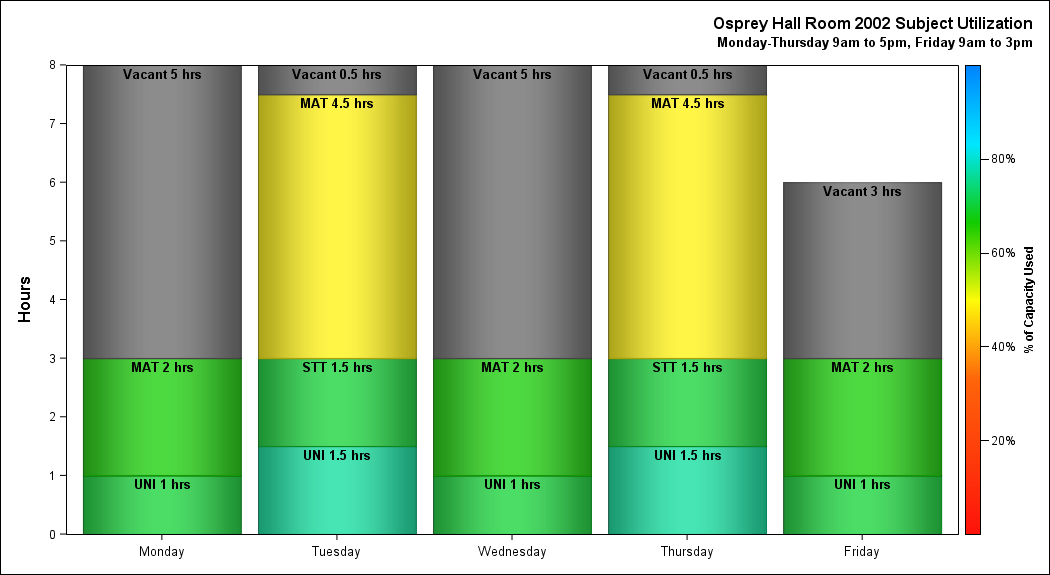 Osprey Hall Room 2002 Subject Utilization
Monday-Thursday 9am to 5pm, Friday 9am to 3pm
Hours
8
7
6
5
4
3
2
1
0
Vacant 5 hrs
MAT 2 hrs
UNI 1 hrs
Vacant 0.5 hrs
MAT 4.5 hrs
STT 1.5 hrs
UNI 1.5 hrs
Vacant 5 hrs
MAT 2 hrs
UNI 1 hrs
Vacant 0.5 hrs
MAT 4.5 hrs
STT 1.5 hrs
UNI 1.5 hrs
Vacant 3 hrs
MAT 2 hrs
UNI 1 hrs
Monday
Tuesday
Wednesday
Thursday
Friday
80%
60%
40%
20%
% of Capacity Used